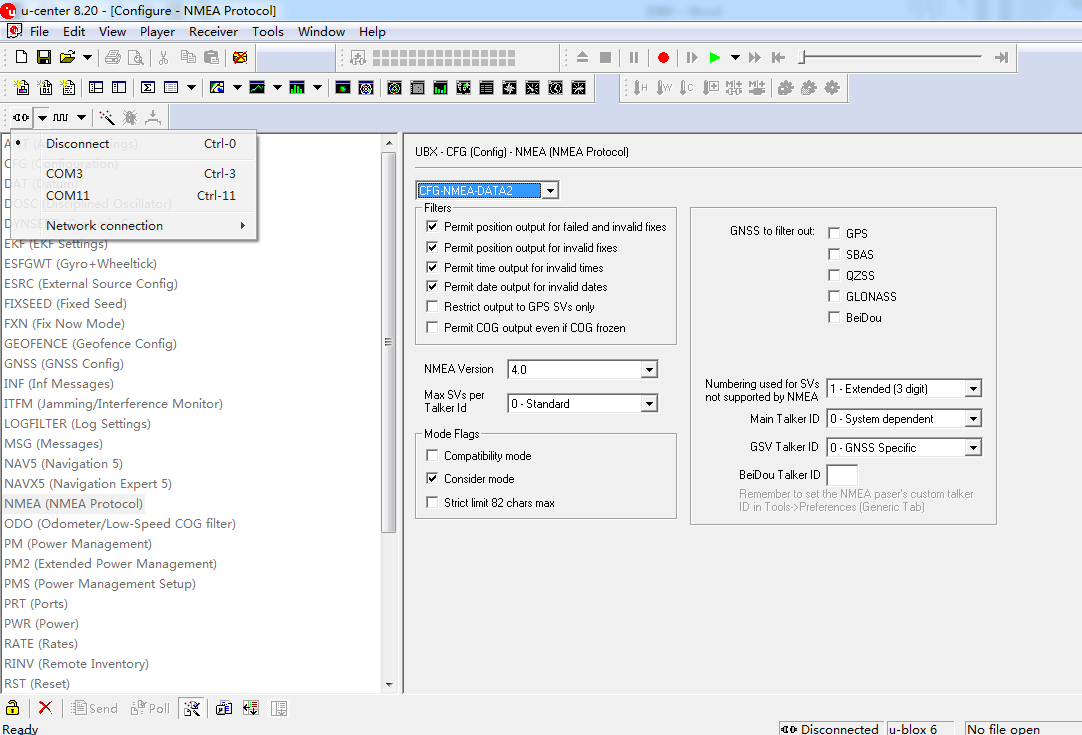 u-center 8.20 - [Configure - NMEA Protocol]
File Edit View Player Receiver Tools Window Help
Disconnect Ctrl-0
COM3 Ctrl-3
COM11 Ctrl-11
Network connection
EKF (EKF Settings)
ESFGWT (Gyro+Wheeltick)
ESRC (External Source Config)
FIXSEED (Fixed Seed)
FXN (Fix Now Mode)
GEOFENCE (Geofence Config)
GNSS (GNSS Config)
INF (Inf Messages)
ITFM (Jamming/Interference Monitor)
LOGFILTER (Log Settings)
MSG (Messages)
NAV5 (Navigation 5)
NAVX5 (Navigation Expert 5)
NMEA (NMEA Protocol)
ODO (Odometer/Low-Speed COG filter)
PM (Power Management)
PM2 (Extended Power Management)
PMS (Power Management Setup)
PRT (Ports)
PWR (Power)
RATE (Rates)
RINV (Remote Inventory)
RST (Reset)
UBX - CFG (Config) - NMEA (NMEA Protocol)
CFG-NMEA-DATA2
Filters
Permit position output for failed and invalid fixes
Permit position output for invalid fixes
Permit time output for invalid times
Permit date output for invalid dates
Restrict output to GPS SVs only
Permit COG output even if COG frozen
NMEA Version 4.0
Max SVs per
Talker Id
0 - Standard
Mode Flags
Compatibility mode
Consider mode
Strict limit 82 chars max
GNSS to filter out: GPS
SBAS
QZSS
GLONASS
BeiDou
Numbering used for SVs
not supported by NMEA
1 - Extended (3 digit)
Main Talker ID 0 - System dependent
GSV Talker ID 0 - GNSS Specific
BeiDou Talker ID
Remember to set the NMEA paser's custom talker
ID in Tools->Preferences (Generic Tab)
Send Poll
Ready Disconnected u-blox 6 No file open